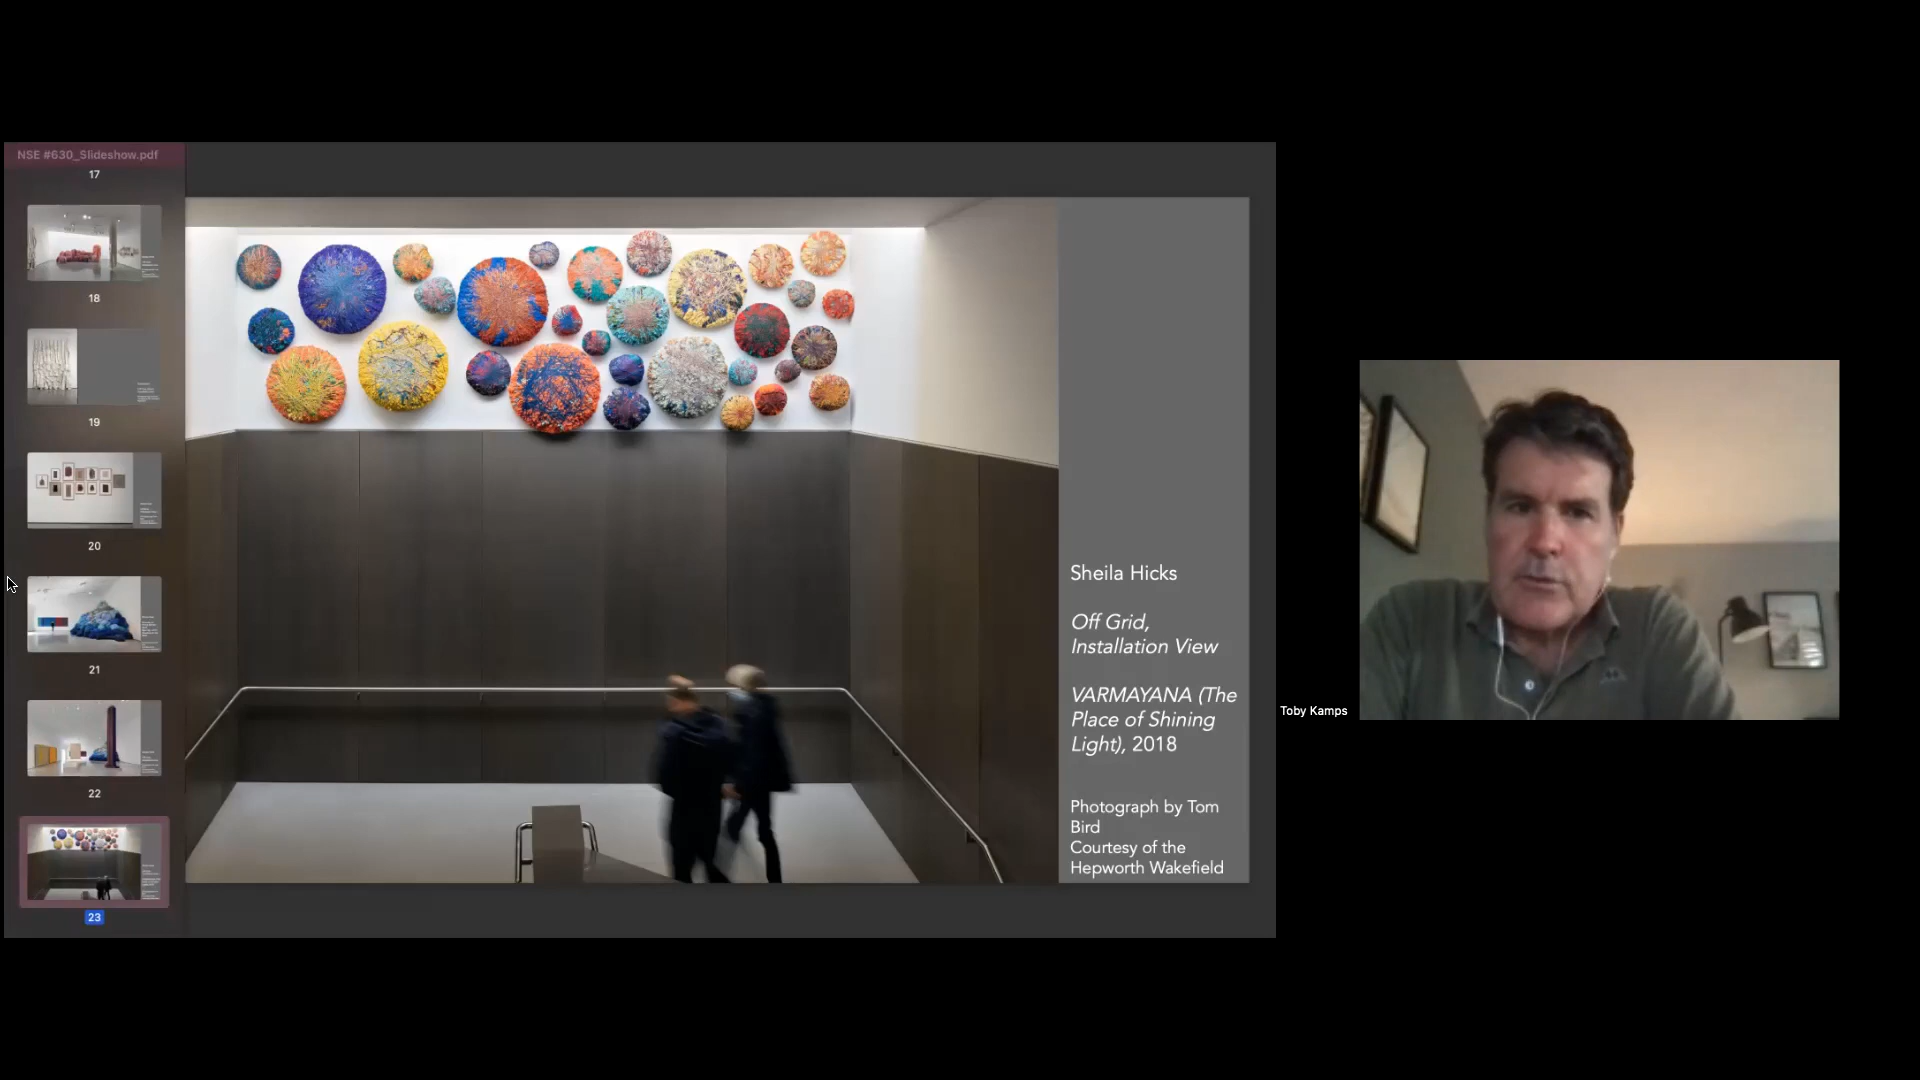 NSE #630_Slideshow.pdf
17
18
19
20
21
22
23
Sheila Hicks
Off Grid,
Installation View
VARMAYANA (The
Place of Shining
Light), 2018
Photograph by Tom
Bird
Courtesy of the
Hepworth Wakefield
Toby Kamps